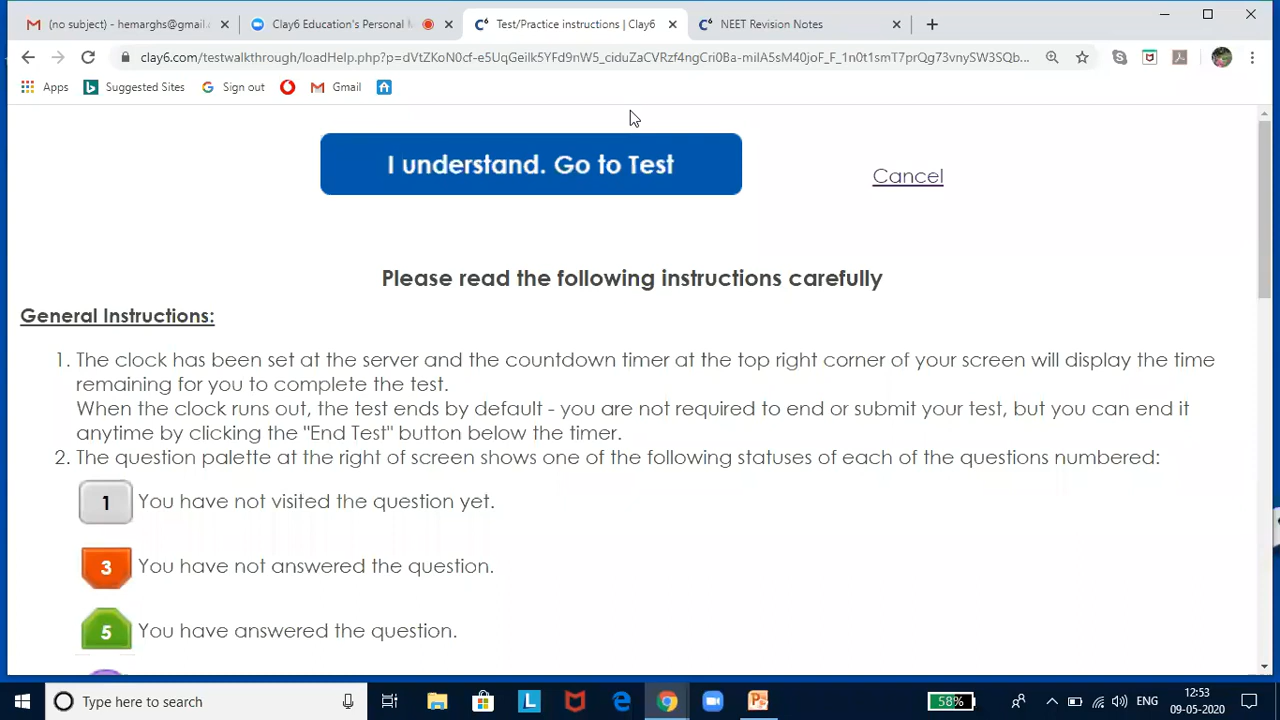 (no subject) - hemarghs@gmail.
Clay6 Education's Personal M
Test/Practice instructions | Clay6
NEET Revision Notes
clay6.com/testwalkthrough/loadHelp.php?
Apps
Suggested Sites
Sign out
Gmail
I understand. Go to Test
Cancel
Please read the following instructions carefully
General Instructions:
1. The clock has been set at the server and the countdown timer at the top right corner of your screen will display the time
remaining for you to complete the test.
When the clock runs out, the test ends by default - you are not required to end or submit your test, but you can end it
anytime by clicking the "End Test" button below the timer.
2. The question palette at the right of screen shows one of the following statuses of each of the questions numbered:
1 You have not visited the question yet.
3 You have not answered the question.
5 You have answered the question.
Type here to search
58%
ENG
12:53
09-05-2020